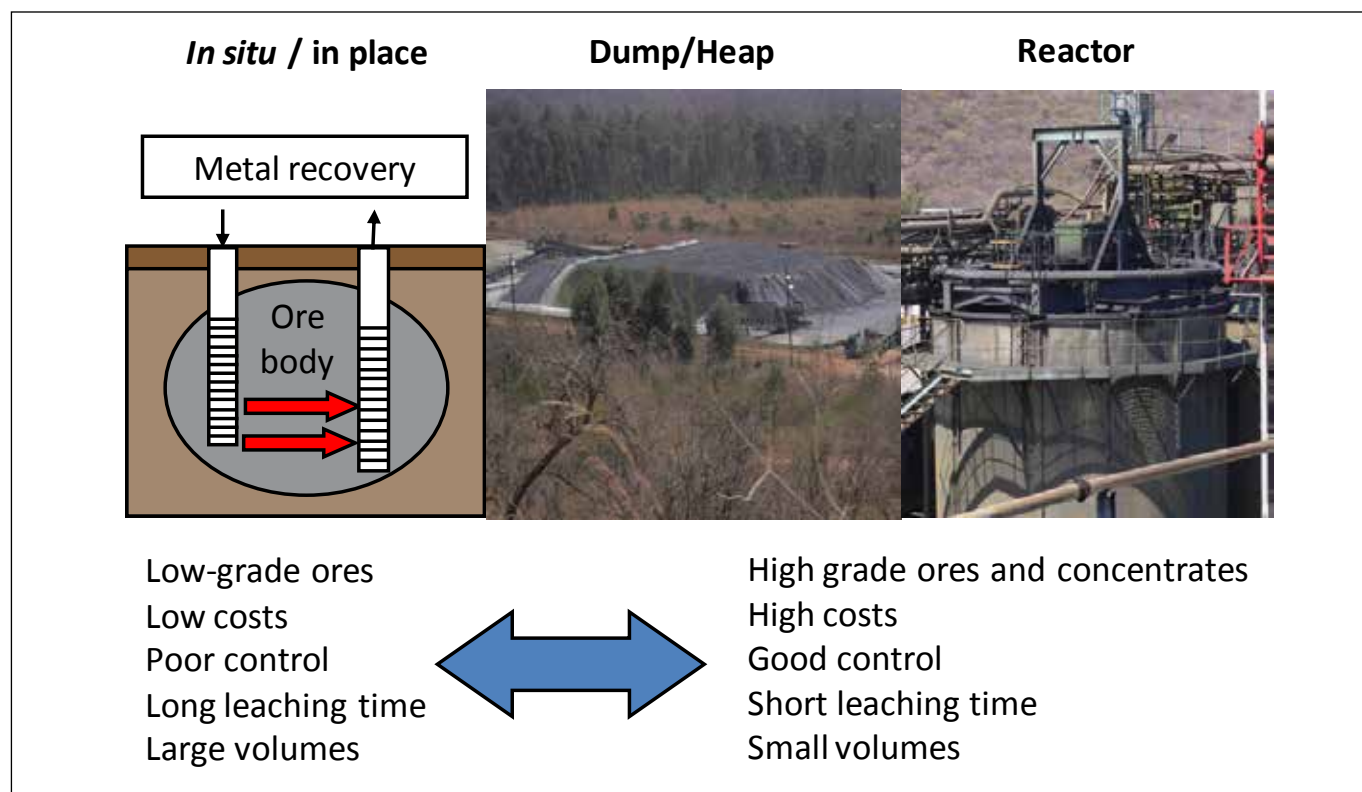 In situ / in place
Dump/Heap
Reactor
Metal recovery
Ore
body
Low-grade ores
Low costs
Poor control
Long leaching time
Large volumes
High grade ores and concentrates
High costs
Good control
Short leaching time
Small volumes